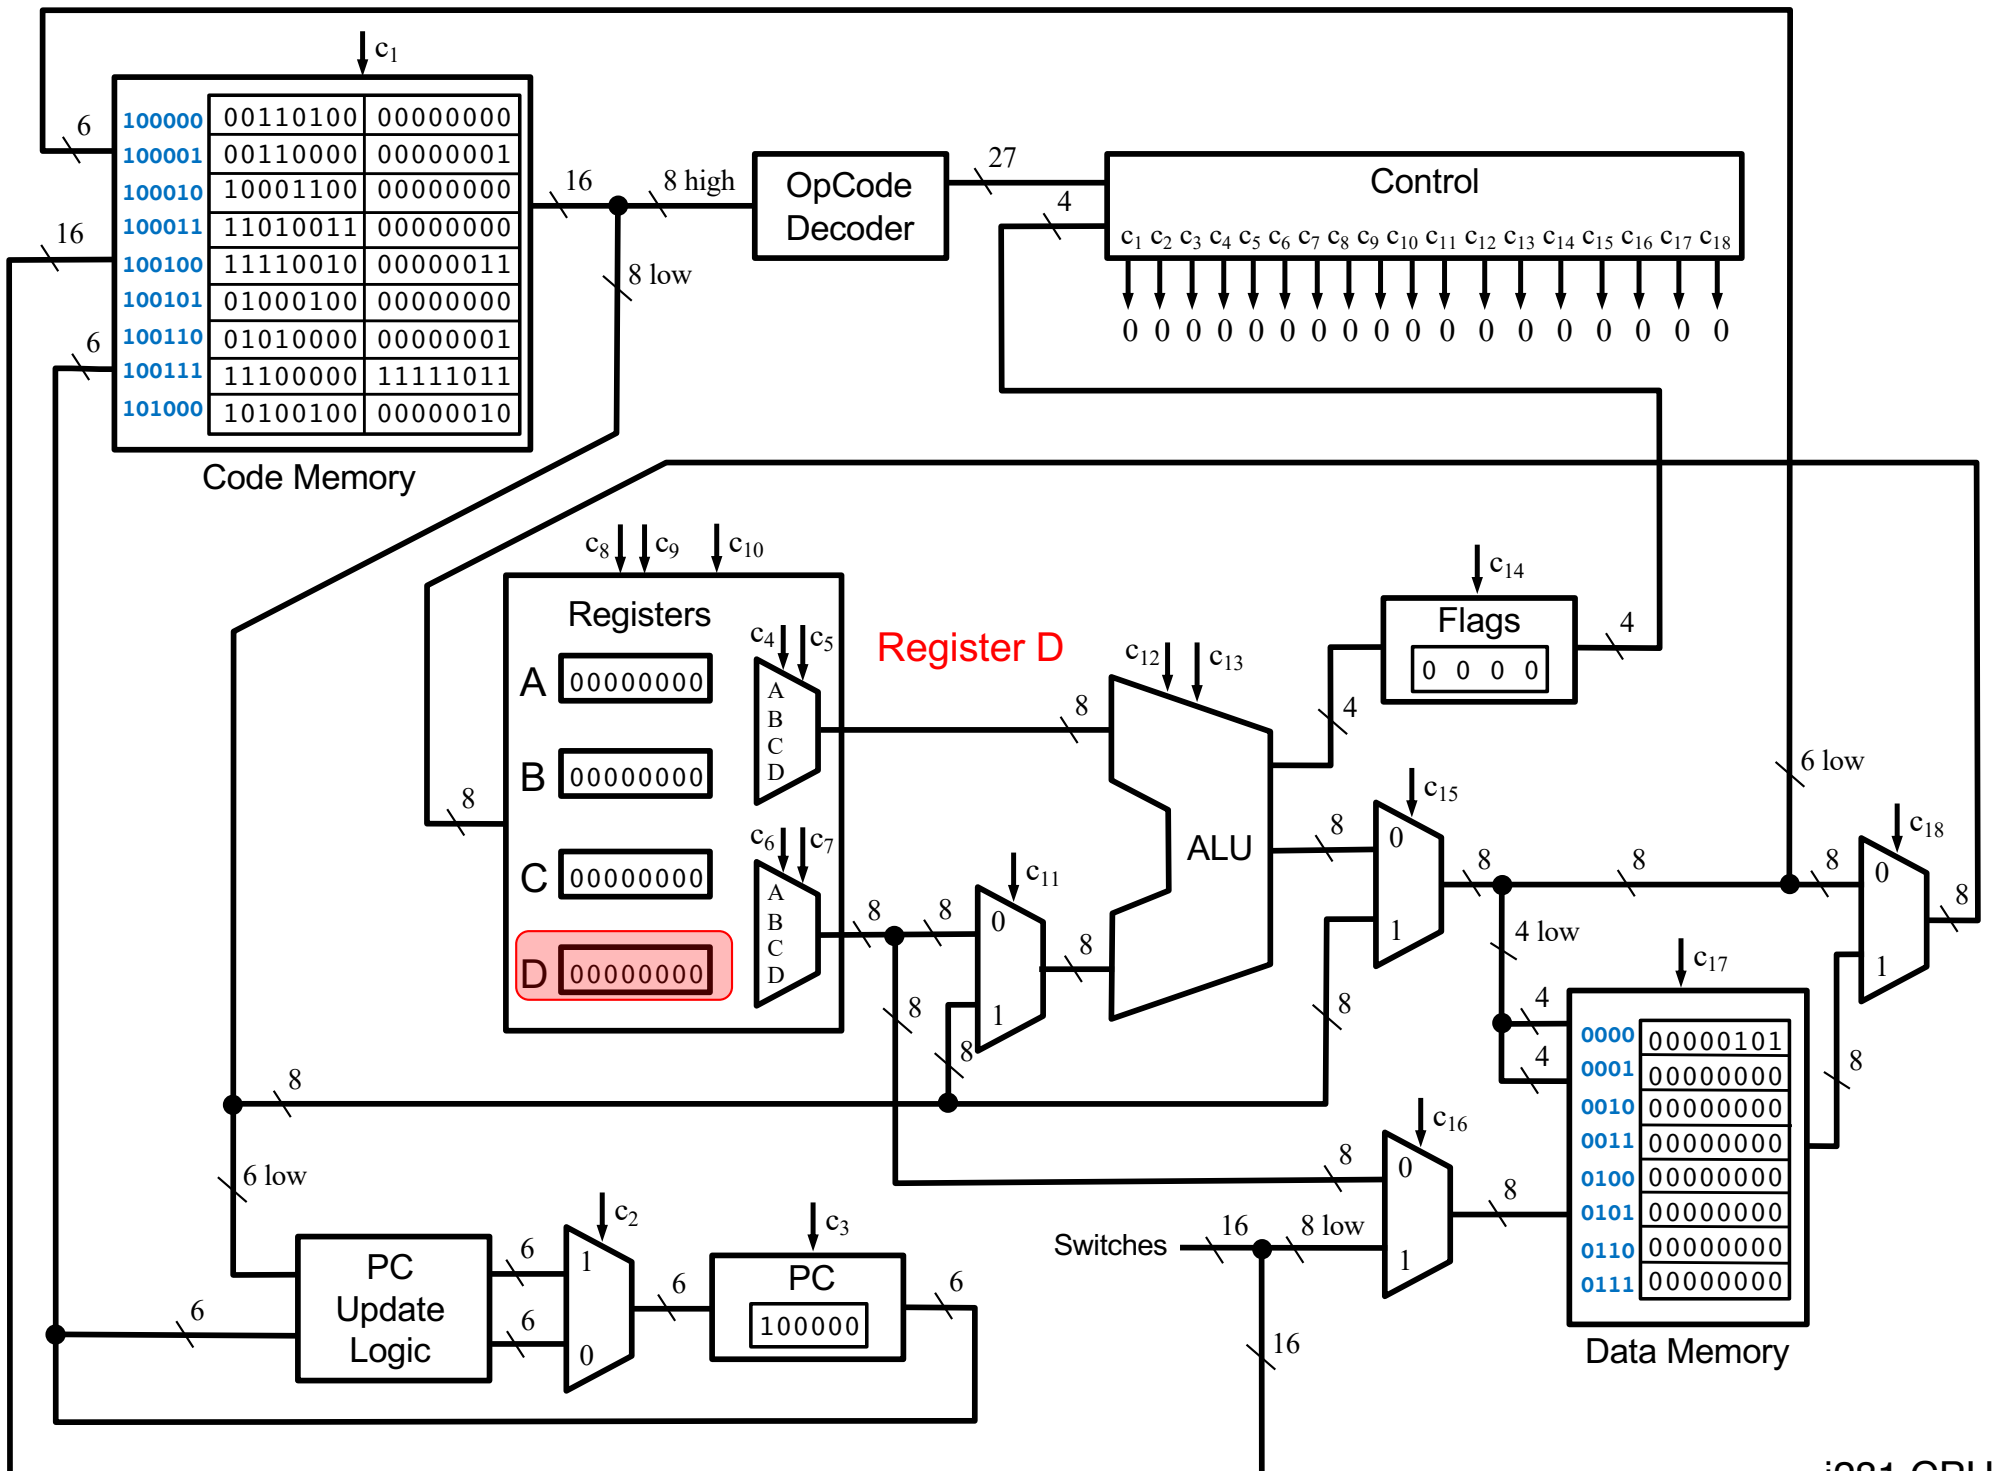 c1
100000 00110100 00000000
100001 00110000 00000001
100010 10001100 00000000
100011 11010011 00000000
100100 11110010 00000011
100101 01000100 00000000
100110 01010000 00000001
100111 11100000 11111011
101000 10100100 00000010
Code Memory
6
16
6
16
8 high
8 low
OpCode
Decoder
27
4
Control
c1 c2 c3 c4 c5 c6 c7 c8 c9 c10 c11 c12 c13 c14 c15 c16 c17 c18
0 0 0 0 0 0 0 0 0 0 0 0 0 0 0 0 0 0
c8 c9 c10
Registers
A 00000000
B 00000000
C 00000000
D 00000000
8
c4 c5
A
B
C
D
c6 c7
A
B
C
D
Register D
8
8
8
8
c11
0
1
8
8
c12 c13
ALU
4
8
c14
Flags
0 0 0 0
4
c15
0
1
8
8
8
6 low
8
c18
0
1
8
4 low
4
4
c17
0000 00000101
0001 00000000
0010 00000000
0011 00000000
0100 00000000
0101 00000000
0110 00000000
0111 00000000
Data Memory
8
8
6 low
c16
0
1
8
8
Switches
16
8 low
16
PC
Update
Logic
6
6
6
c2
1
0
6
c3
PC
100000
6